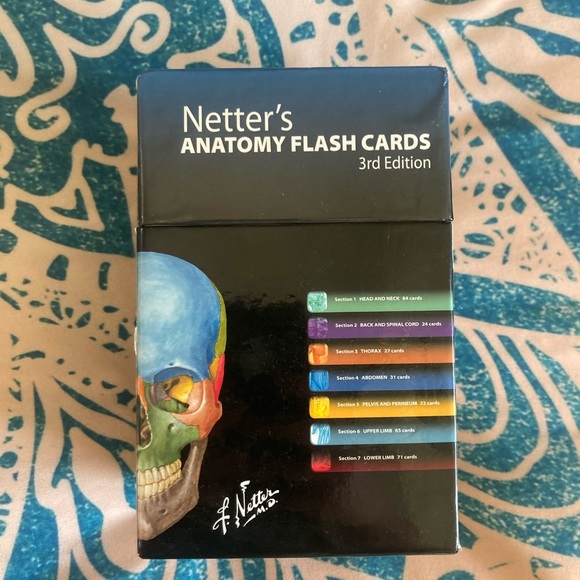 Netter's
ANATOMY FLASH CARDS
3rd Edition
Section 1 HEAD AND NECK 84 cards
Section 2 BACK AND SPINAL CORD 24 cards
Section 3 THORAX 27 cards
Section 4 ABDOMEN 31 cards
Section 5 PELVIS AND PERINEUM 23 cards
Section 6 UPPER LIMB 65 cards
Section 7 LOWER LIMB 71 cards
F. Netter
M.D.